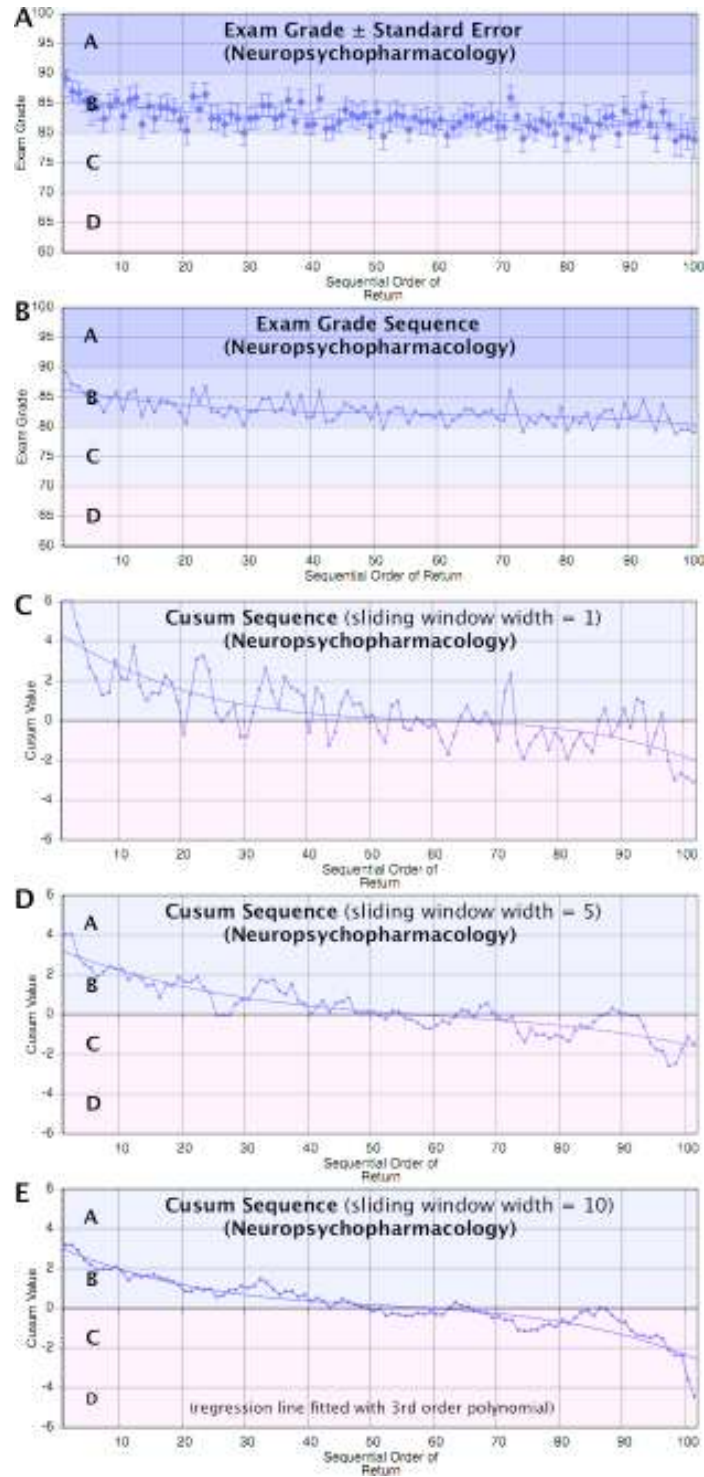 A
Exam Grade ± Standard Error
(Neuropsychopharmacology)
A
B
C
D
Exam Grade
100
95
90
85
80
75
70
65
60
10 20 30 40 50 60 70 80 90 100
Sequential Order of
Return
B
Exam Grade Sequence
(Neuropsychopharmacology)
A
B
C
D
Exam Grade
100
95
90
85
80
75
70
65
60
10 20 30 40 50 60 70 80 90 100
Sequential Order of Return
C
Cusum Sequence (sliding window width = 1)
(Neuropsychopharmacology)
Cusum Value
6
4
2
0
-2
-4
-6
10 20 30 40 50 60 70 80 90 100
Sequential Order of
Return
D
Cusum Sequence (sliding window width = 5)
(Neuropsychopharmacology)
A
B
C
D
Cusum Value
6
4
2
0
-2
-4
-6
10 20 30 40 50 60 70 80 90 100
Sequential Order of
Return
E
Cusum Sequence (sliding window width = 10)
(Neuropsychopharmacology)
A
B
C
D
Cusum Value
6
4
2
0
-2
-4
-6
(regression line fitted with 3rd order polynomial)
10 20 30 40 50 60 70 80 90 100
Sequential Order of
Return